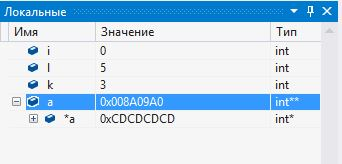 Локальные
Имя Значение Тип
i 0 int
l 5 int
k 3 int
a 0x008A09A0 int**
*a 0xCDCDCDCD int*